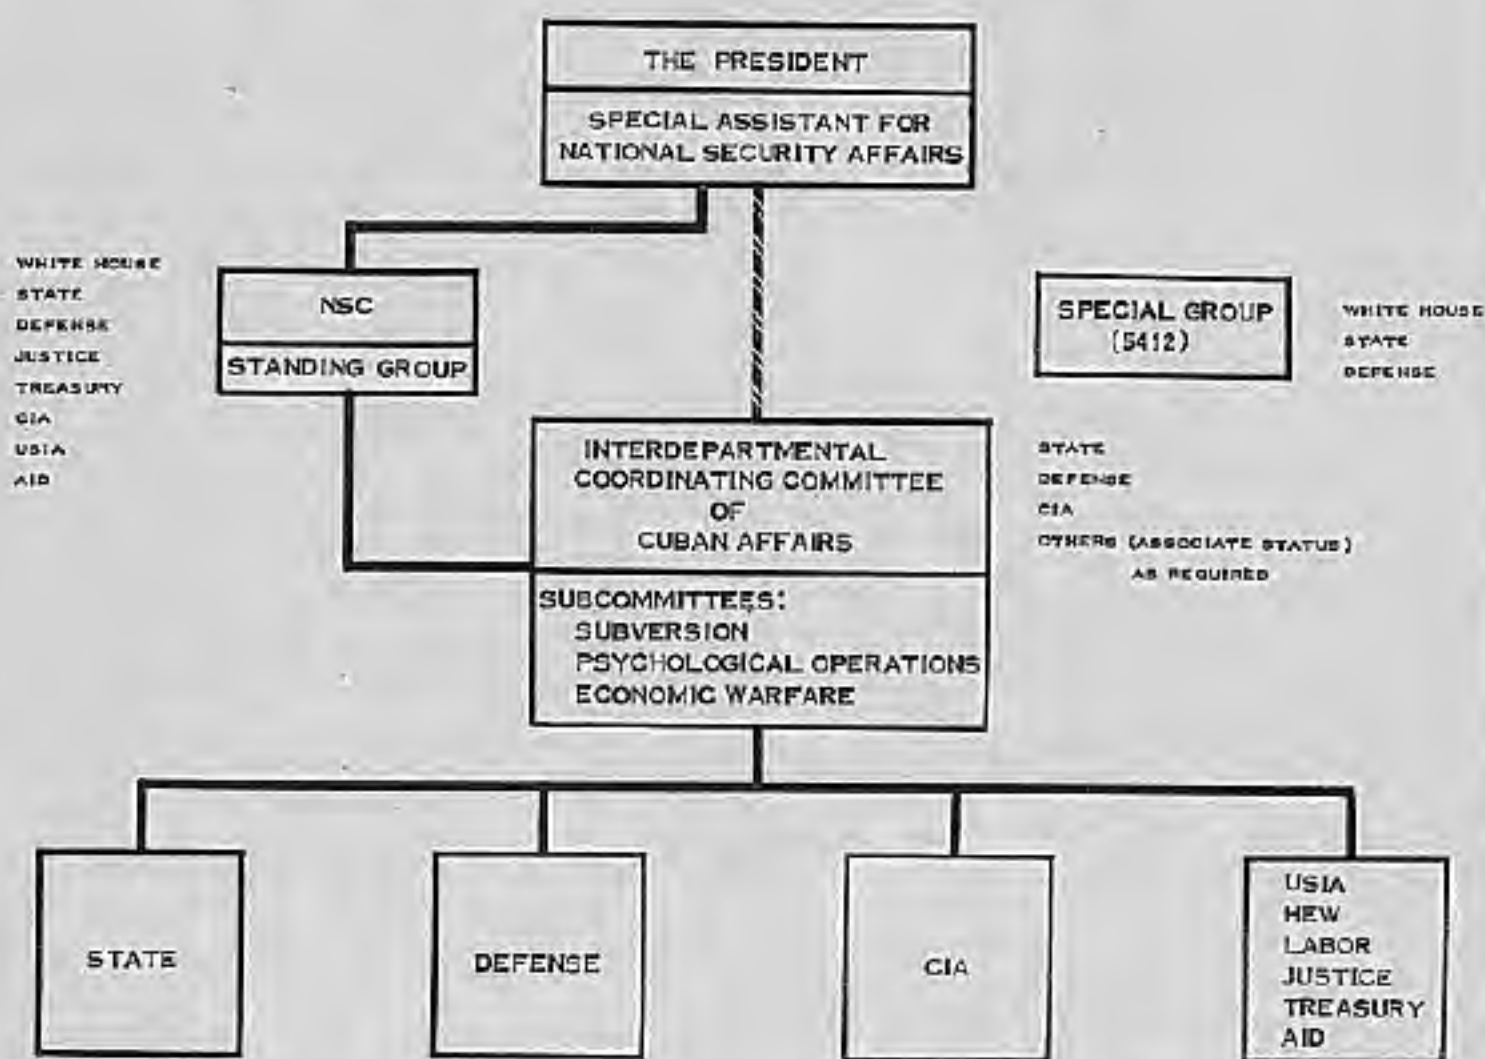 THE PRESIDENT
SPECIAL ASSISTANT FOR
NATIONAL SECURITY AFFAIRS
WHITE HOUSE
STATE
DEFENSE
JUSTICE
TREASURY
CIA
USIA
AID
NSC
STANDING GROUP
SPECIAL GROUP
(5412)
WHITE HOUSE
STATE
DEFENSE
INTERDEPARTMENTAL
COORDINATING COMMITTEE
OF
CUBAN AFFAIRS
STATE
DEFENSE
CIA
OTHERS (ASSOCIATE STATUS)
AS REQUIRED
SUBCOMMITTEES:
SUBVERSION
PSYCHOLOGICAL OPERATIONS
ECONOMIC WARFARE
STATE
DEFENSE
CIA
USIA
HEW
LABOR
JUSTICE
TREASURY
AID